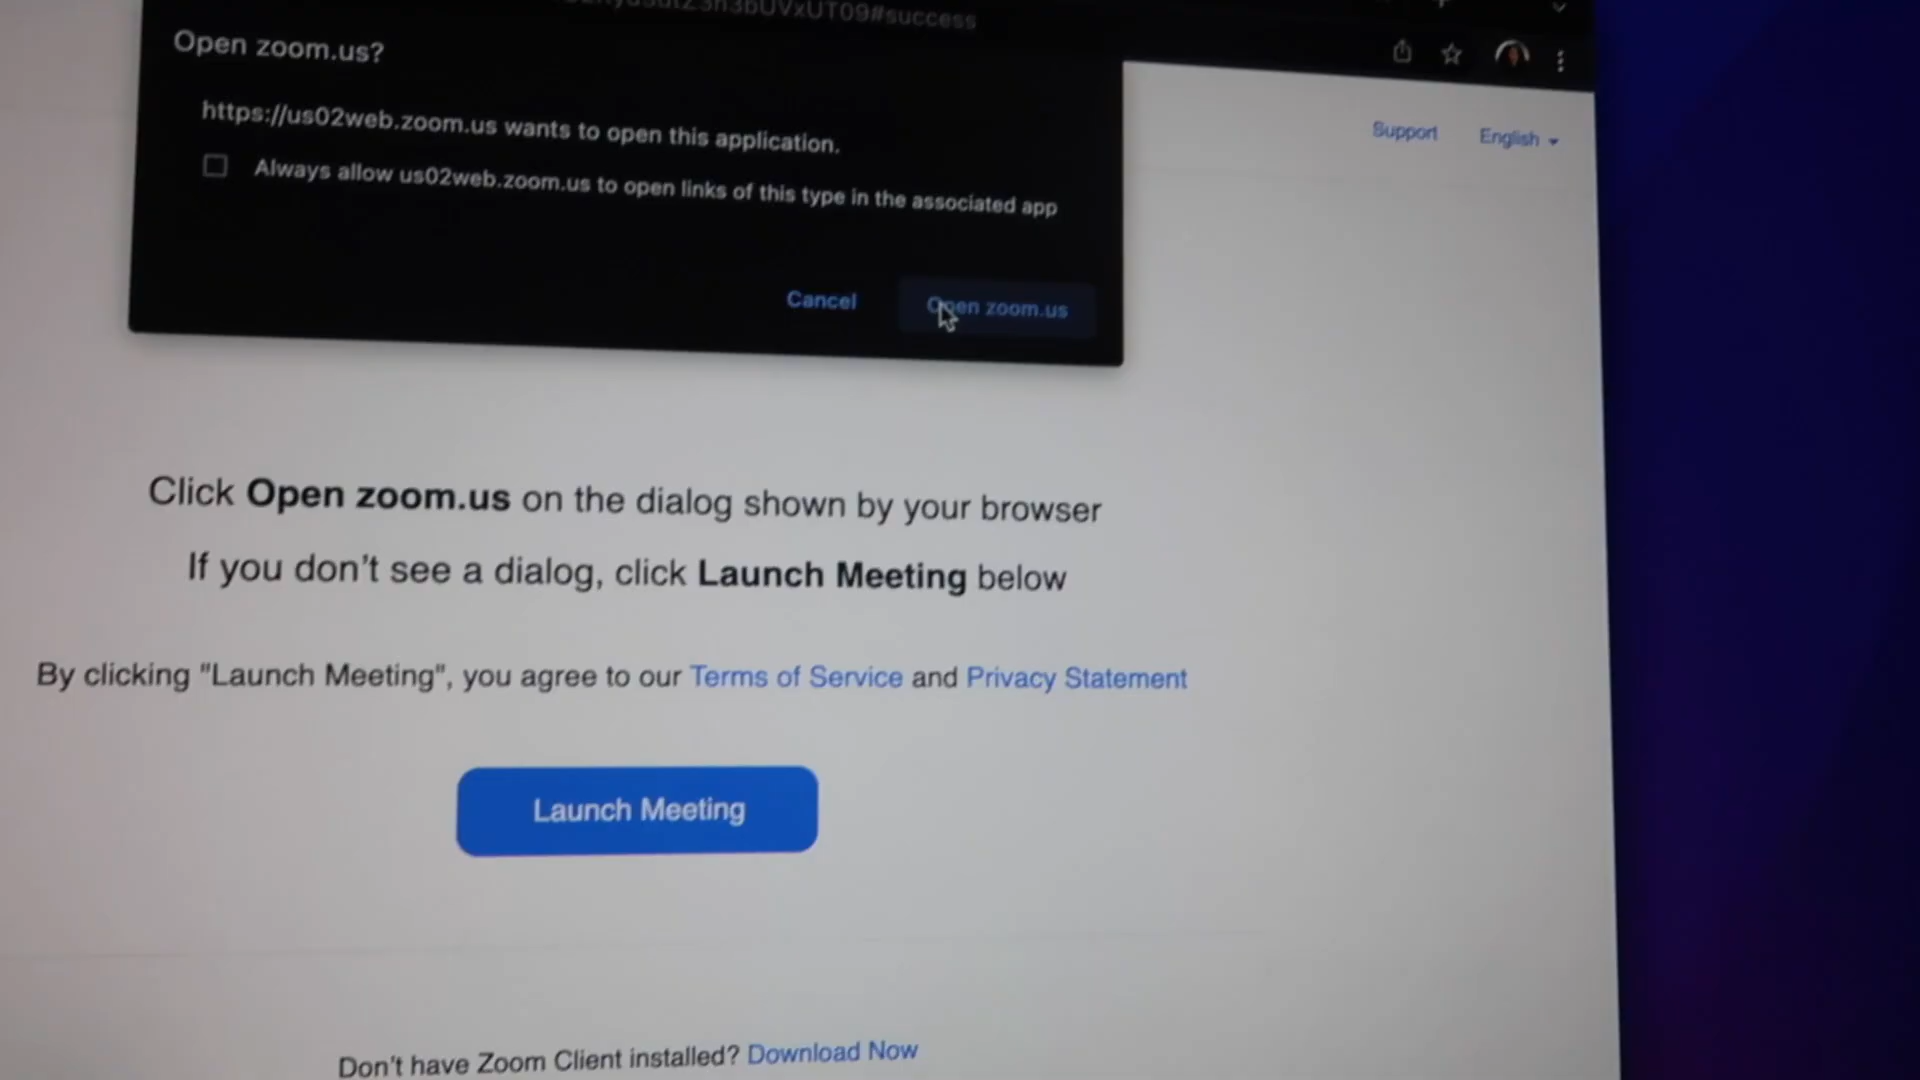 #success
Open zoom.us?
https://us02web.zoom.us wants to open this application.
Always allow us02web.zoom.us to open links of this type in the associated app
Cancel
Open zoom.us
Support
English
Click Open zoom.us on the dialog shown by your browser
If you don't see a dialog, click Launch Meeting below
By clicking "Launch Meeting", you agree to our Terms of Service and Privacy Statement
Launch Meeting
Don't have Zoom Client installed? Download Now